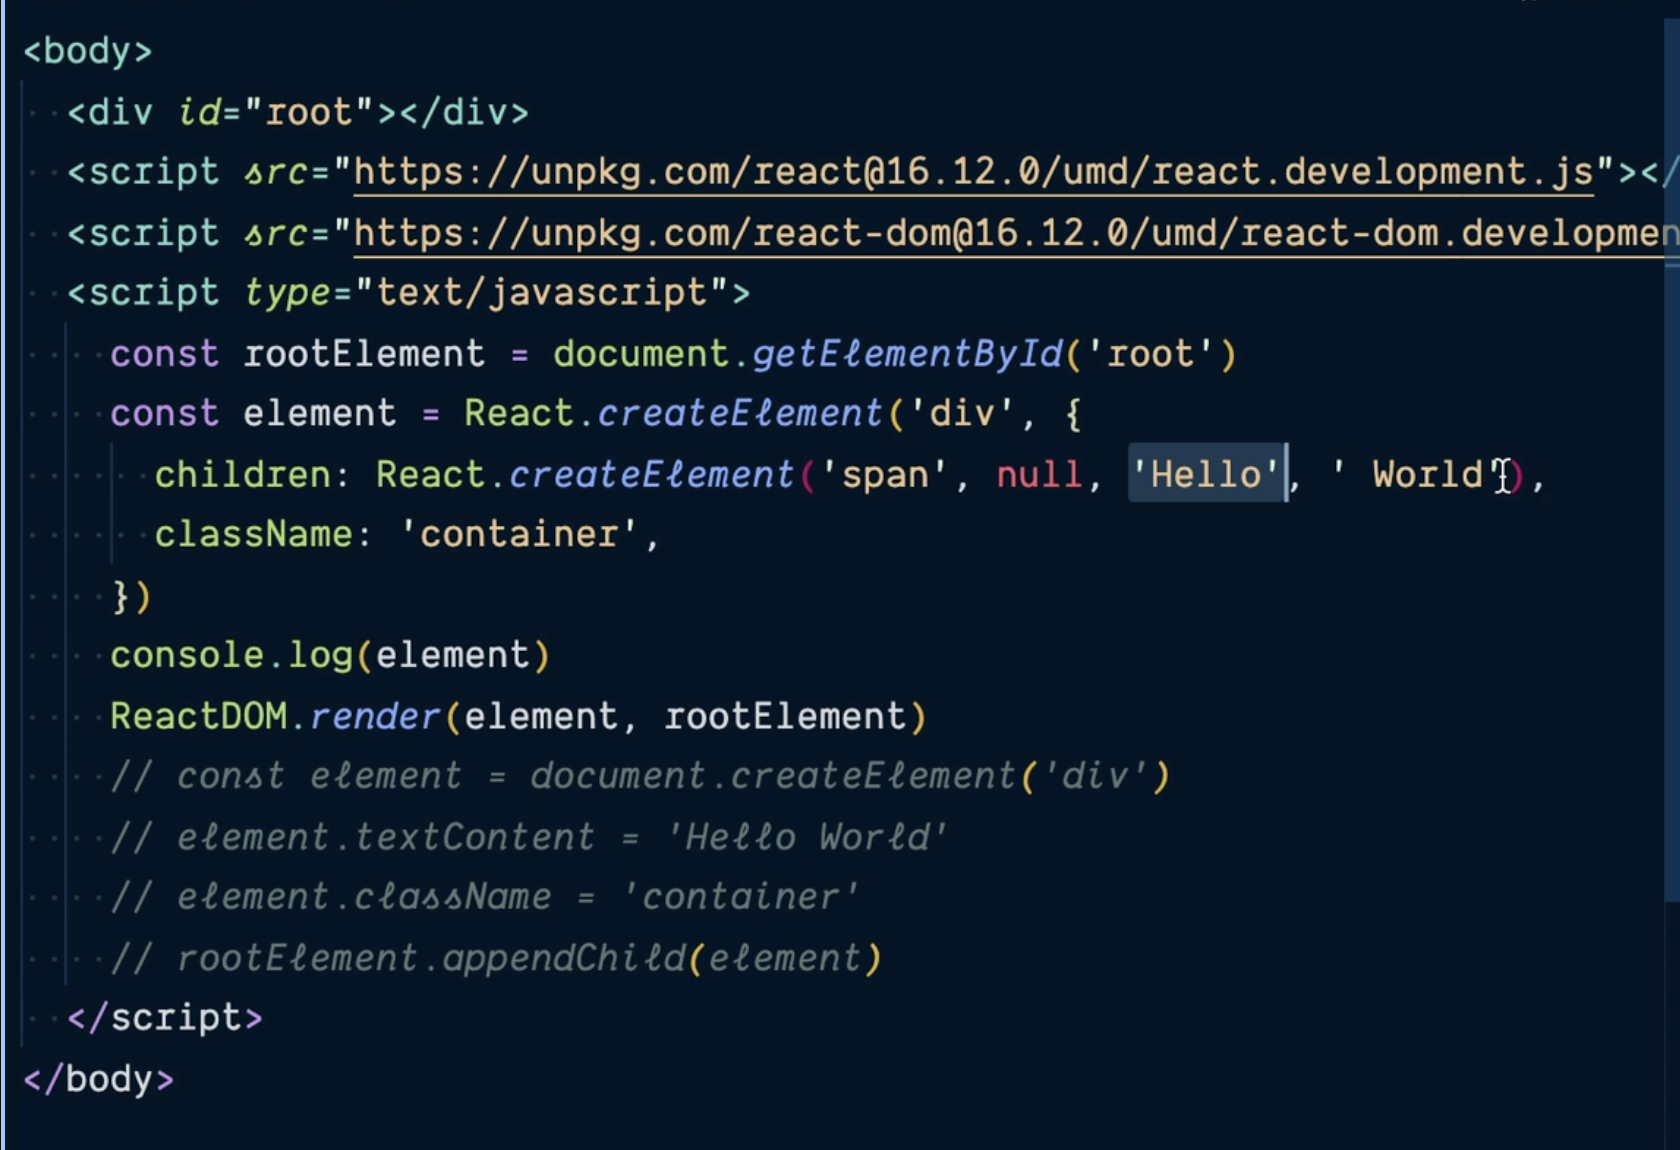 <body>
<div id="root"></div>
<script src="https://unpkg.com/react@16.12.0/umd/react.development.js"></
<script src="https://unpkg.com/react-dom@16.12.0/umd/react-dom.developmen
<script type="text/javascript">
const rootElement = document.getElementById('root')
const element = React.createElement('div', {
children: React.createElement('span', null, 'Hello', ' World'),
className: 'container',
})
console.log(element)
ReactDOM.render(element, rootElement)
// const element = document.createElement('div')
// element.textContent = 'Hello World'
// element.className = 'container'
// rootElement.appendChild(element)
</script>
</body>